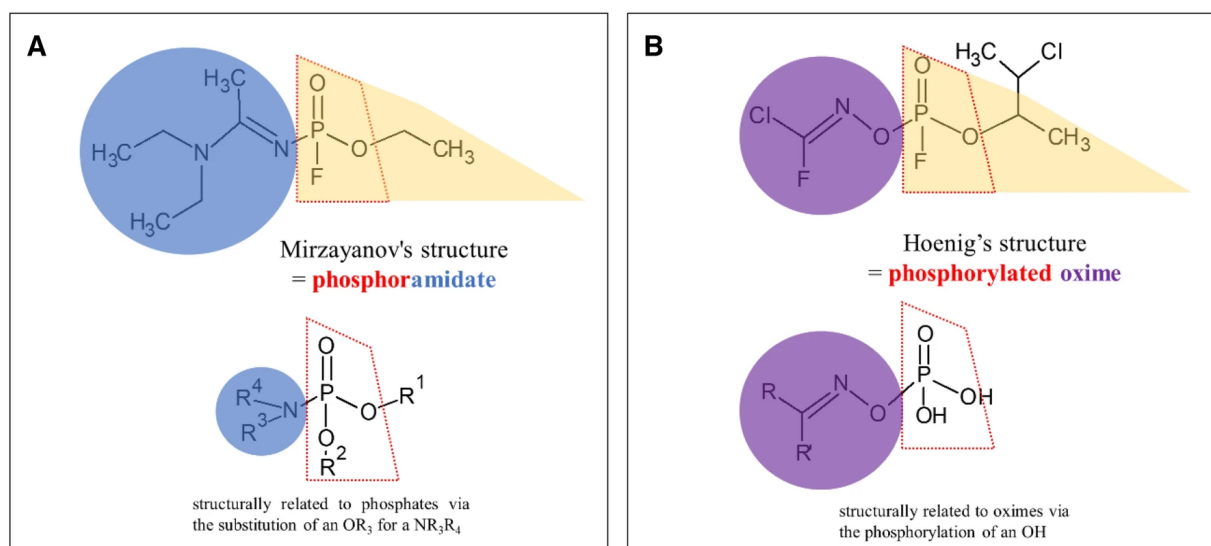 A
H₃C
O
H₃C
N
N
P
O
CH₃
F
H₃C
Mirzayanov's structure
= phosphoramidate
O
R⁴
N
P
R¹
R³
O
O
R²
structurally related to phosphates via
the substitution of an OR₃ for a NR₃R₄
B
H₃C
Cl
O
Cl
N
O
P
O
CH₃
F
F
Hoenig's structure
= phosphorylated oxime
O
N
P
R
O
OH
OH
R'
structurally related to oximes via
the phosphorylation of an OH